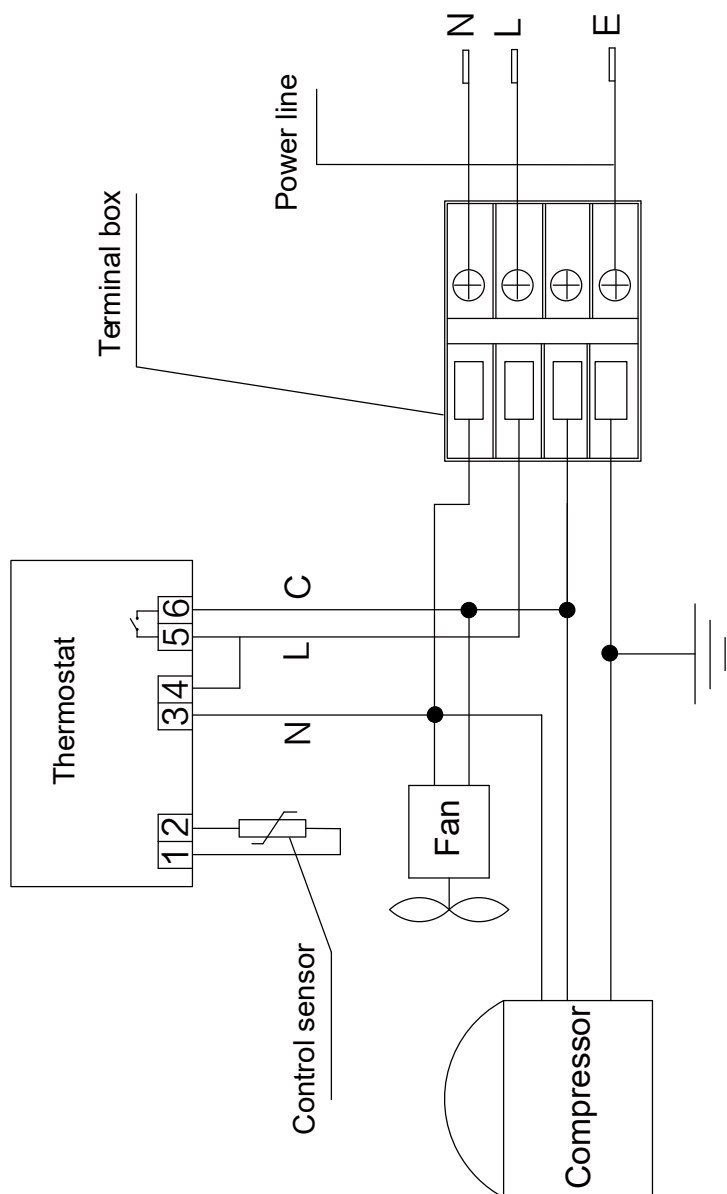 Thermostat
1 2 3 4 5 6
Terminal box
Power line
N
L
E
C
L
N
Control sensor
Fan
Compressor